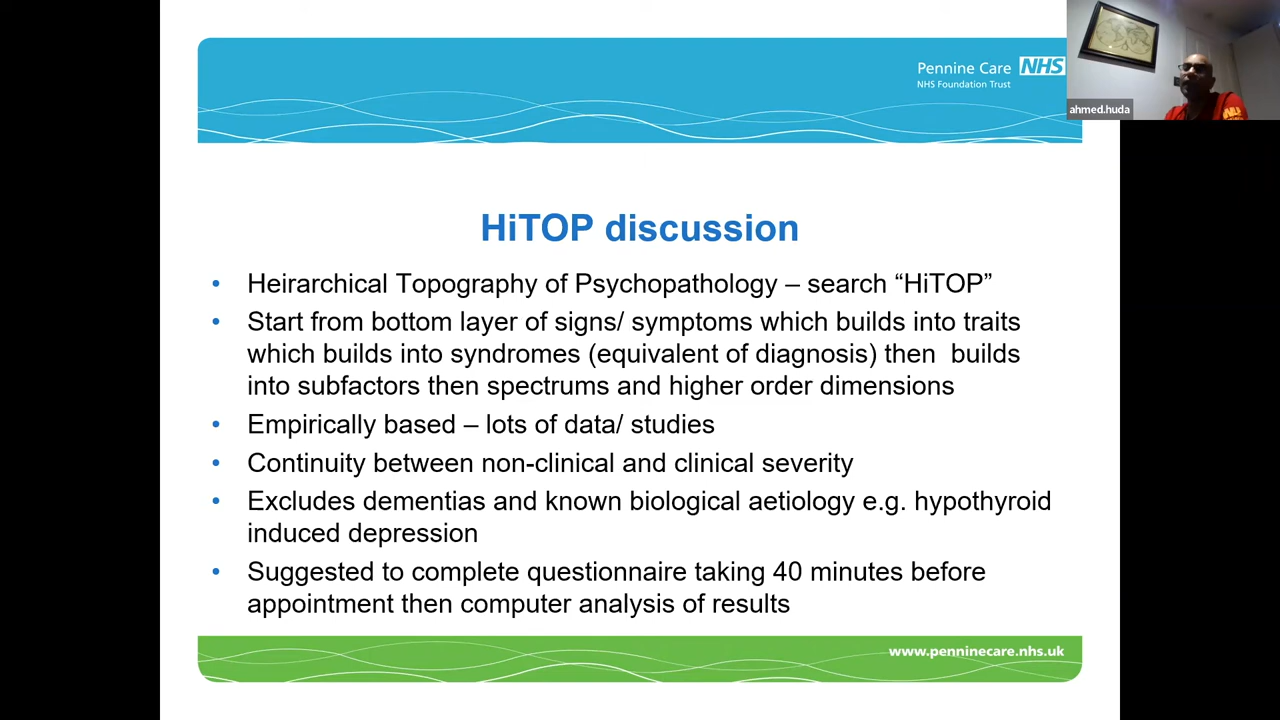 Pennine Care NHS
NHS Foundation Trust
ahmed.huda
HiTOP discussion
• Heirarchical Topography of Psychopathology – search “HiTOP”
• Start from bottom layer of signs/ symptoms which builds into traits
which builds into syndromes (equivalent of diagnosis) then builds
into subfactors then spectrums and higher order dimensions
• Empirically based – lots of data/ studies
• Continuity between non-clinical and clinical severity
• Excludes dementias and known biological aetiology e.g. hypothyroid
induced depression
• Suggested to complete questionnaire taking 40 minutes before
appointment then computer analysis of results
www.penninecare.nhs.uk